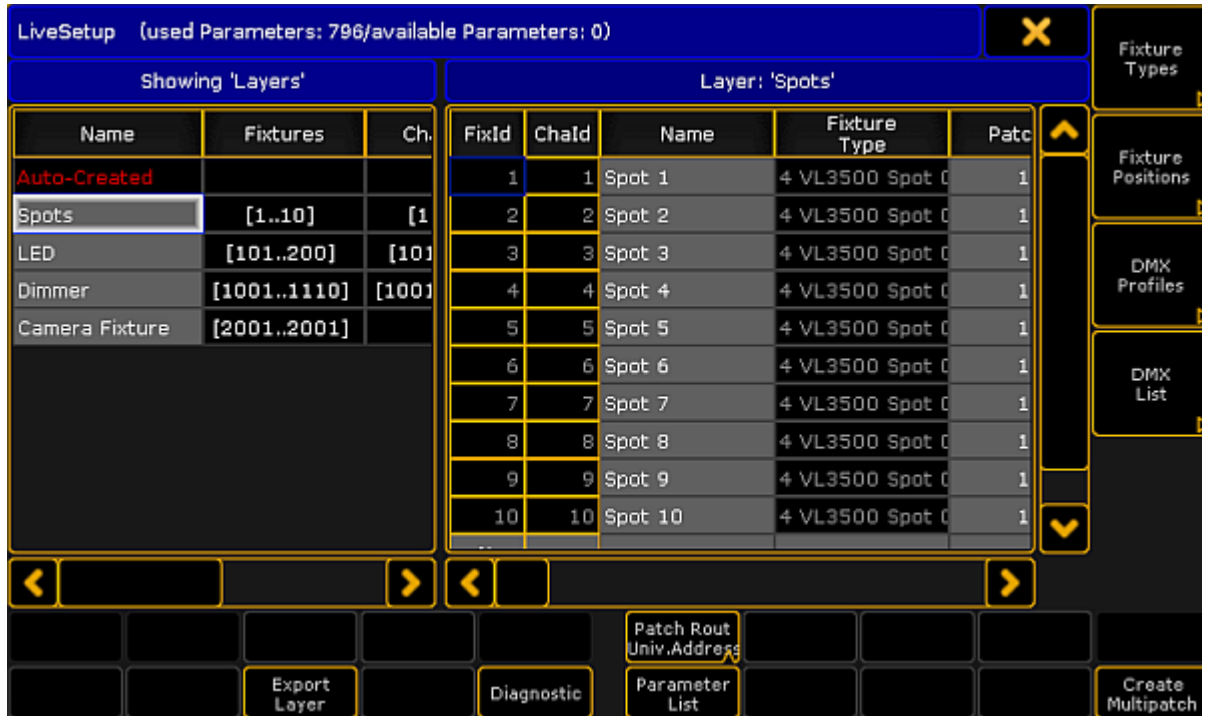 LiveSetup (used Parameters: 796/available Parameters: 0)
Showing 'Layers'
Layer: 'Spots'
Name Fixtures Ch.
Auto-Created
Spots [1..10] [1
LED [101..200] [101
Dimmer [1001..1110] [1001
Camera Fixture [2001..2001]
FixId ChaId Name Fixture Type Patc
1 1 Spot 1 4 VL3500 Spot 1
2 2 Spot 2 4 VL3500 Spot 1
3 3 Spot 3 4 VL3500 Spot 1
4 4 Spot 4 4 VL3500 Spot 1
5 5 Spot 5 4 VL3500 Spot 1
6 6 Spot 6 4 VL3500 Spot 1
7 7 Spot 7 4 VL3500 Spot 1
8 8 Spot 8 4 VL3500 Spot 1
9 9 Spot 9 4 VL3500 Spot 1
10 10 Spot 10 4 VL3500 Spot 1
Fixture
Types
Fixture
Positions
DMX
Profiles
DMX
List
Patch Rout
Univ.Address
Export
Layer
Diagnostic
Parameter
List
Create
Multipatch